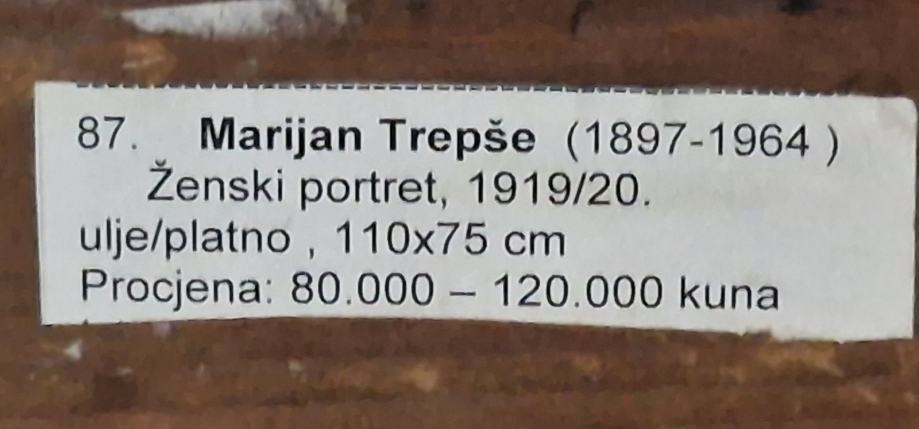 87. Marijan Trepše (1897-1964 )
Ženski portret, 1919/20.
ulje/platno , 110x75 cm
Procjena: 80.000 – 120.000 kuna